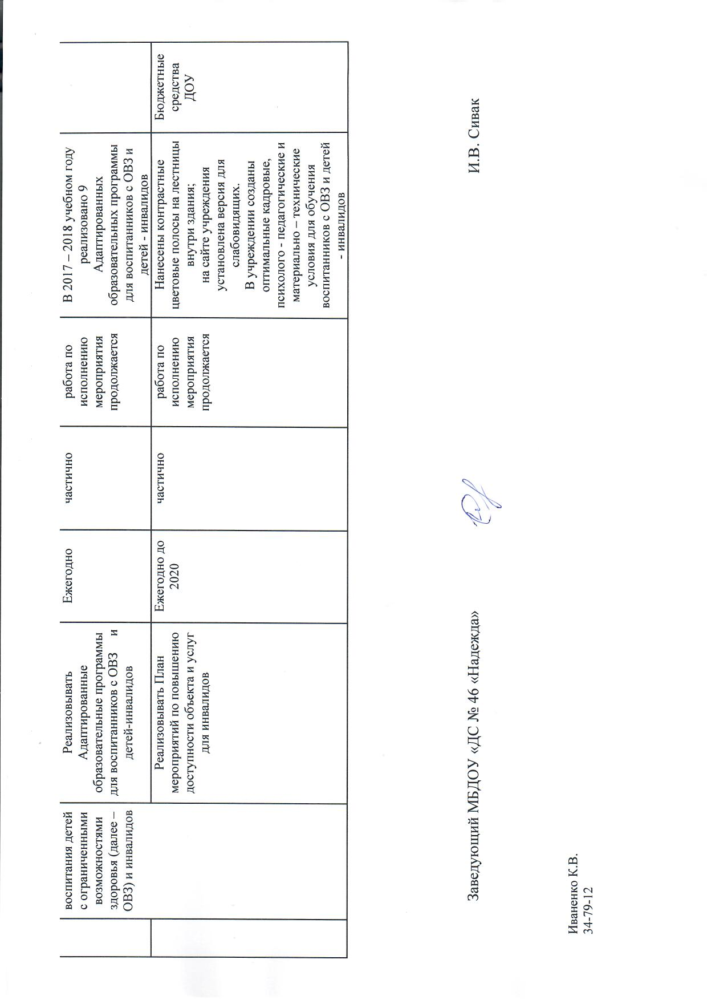 воспитания детей
с ограниченными
возможностями
здоровья (далее –
ОВЗ) и инвалидов
Реализовывать
Адаптированные
образовательные программы
для воспитанников с ОВЗ и
детей-инвалидов
Ежегодно
частично
работа по
исполнению
мероприятия
продолжается
В 2017 – 2018 учебном году
реализовано 9
Адаптированных
образовательных программы
для воспитанников с ОВЗ и
детей - инвалидов
Реализовывать План
мероприятий по повышению
доступности объекта и услуг
для инвалидов
Ежегодно до
2020
частично
работа по
исполнению
мероприятия
продолжается
Нанесены контрастные
цветовые полосы на лестницы
внутри здания;
на сайте учреждения
установлена версия для
слабовидящих.
В учреждении созданы
оптимальные кадровые,
психолого - педагогические и
материально – технические
условия для обучения
воспитанников с ОВЗ и детей
- инвалидов
Бюджетные
средства
ДОУ
Заведующий МБДОУ «ДС № 46 «Надежда» И.В. Сивак
Иваненко К.В.
34-79-12